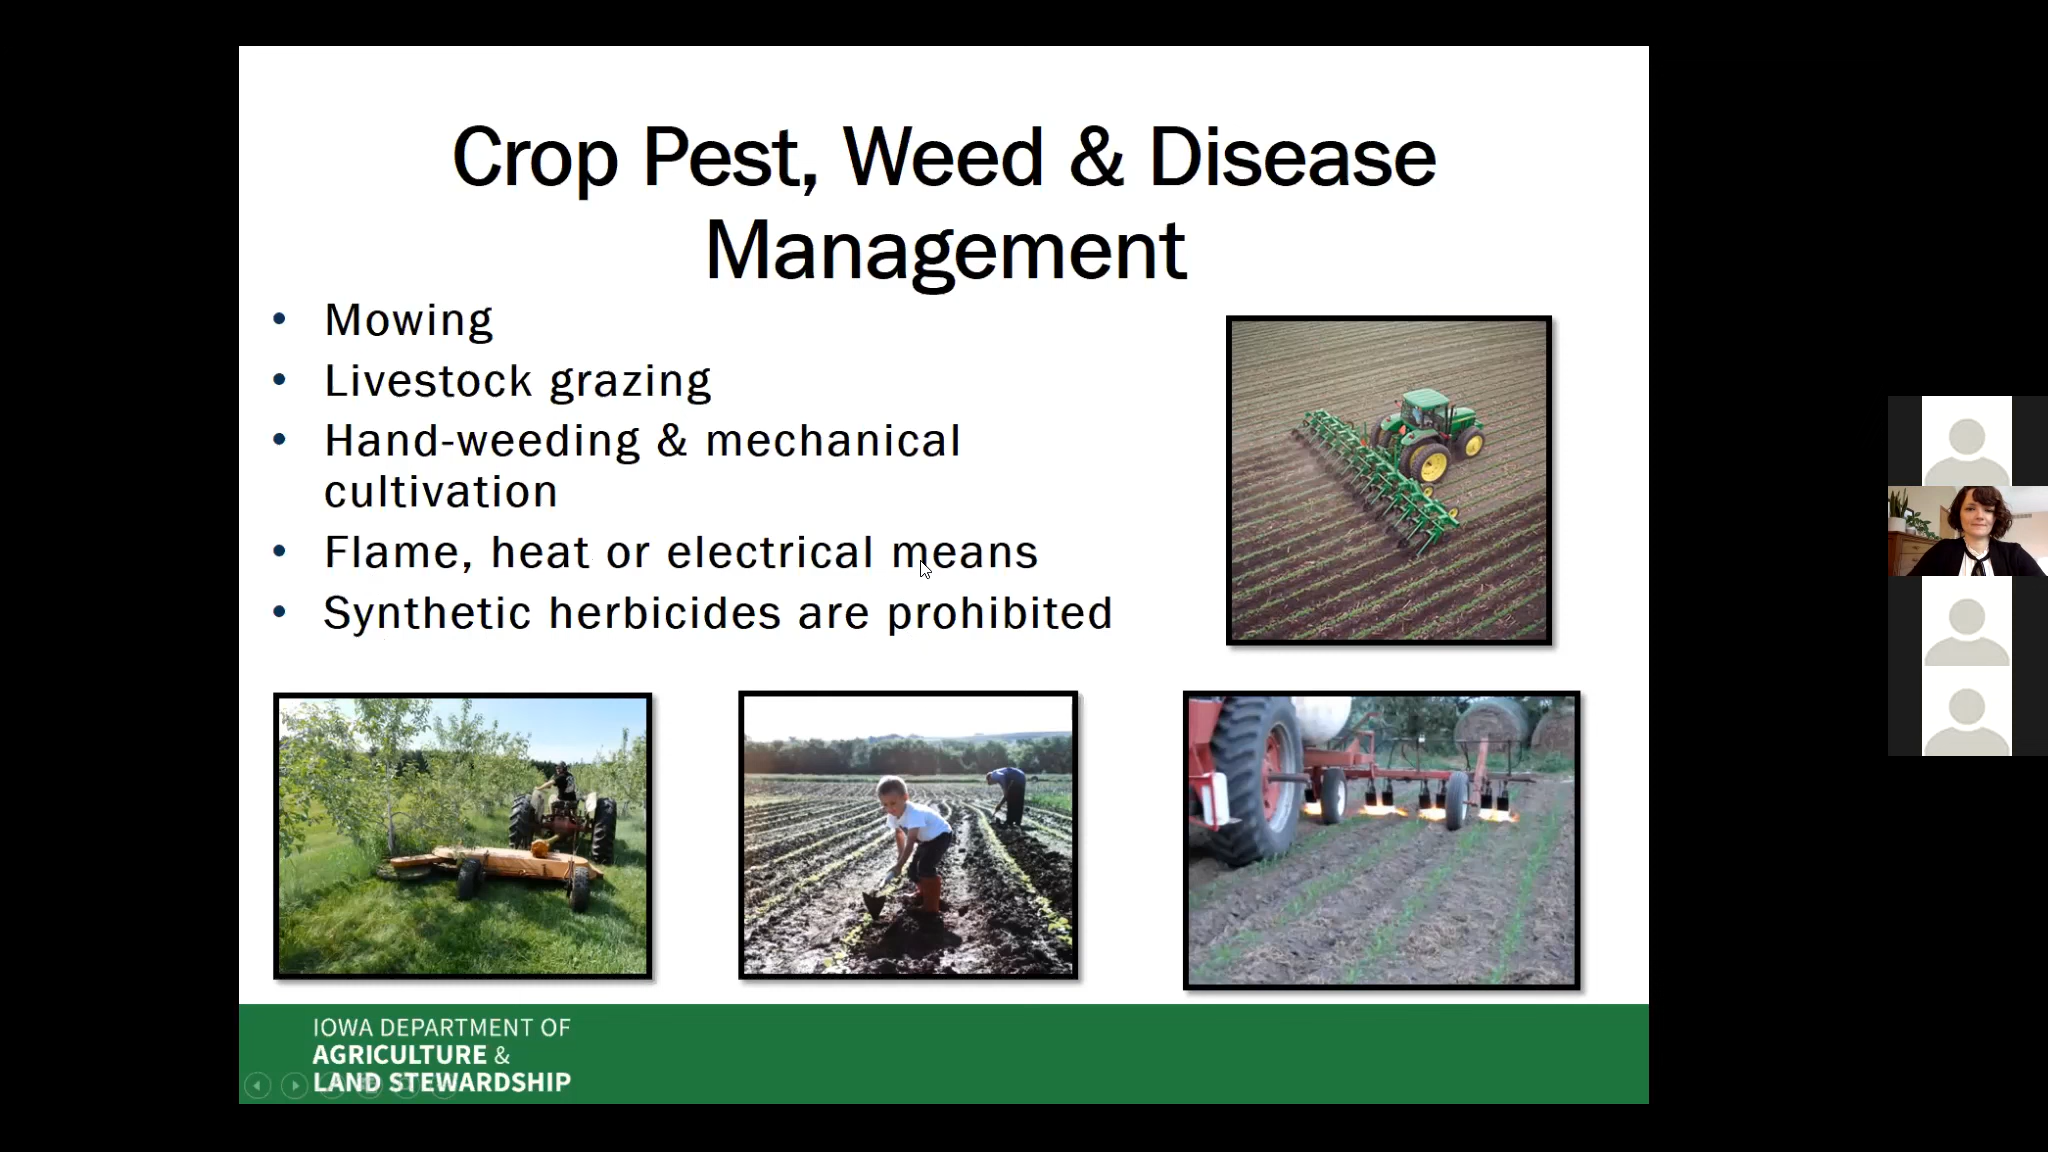 Crop Pest, Weed & Disease
Management
• Mowing
• Livestock grazing
• Hand-weeding & mechanical
cultivation
• Flame, heat or electrical means
• Synthetic herbicides are prohibited
IOWA DEPARTMENT OF
AGRICULTURE &
LAND STEWARDSHIP